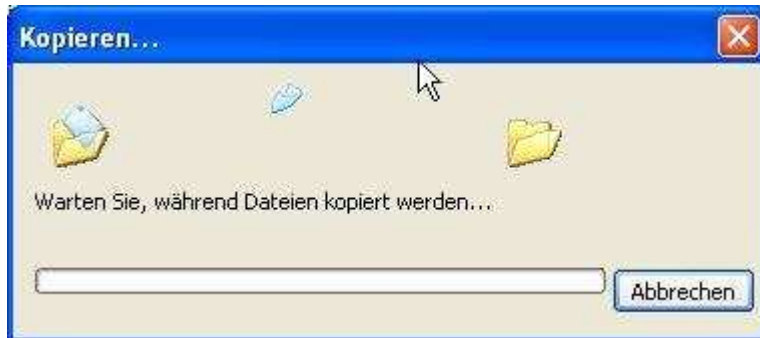 Kopieren...
Warten Sie, während Dateien kopiert werden...
Abbrechen